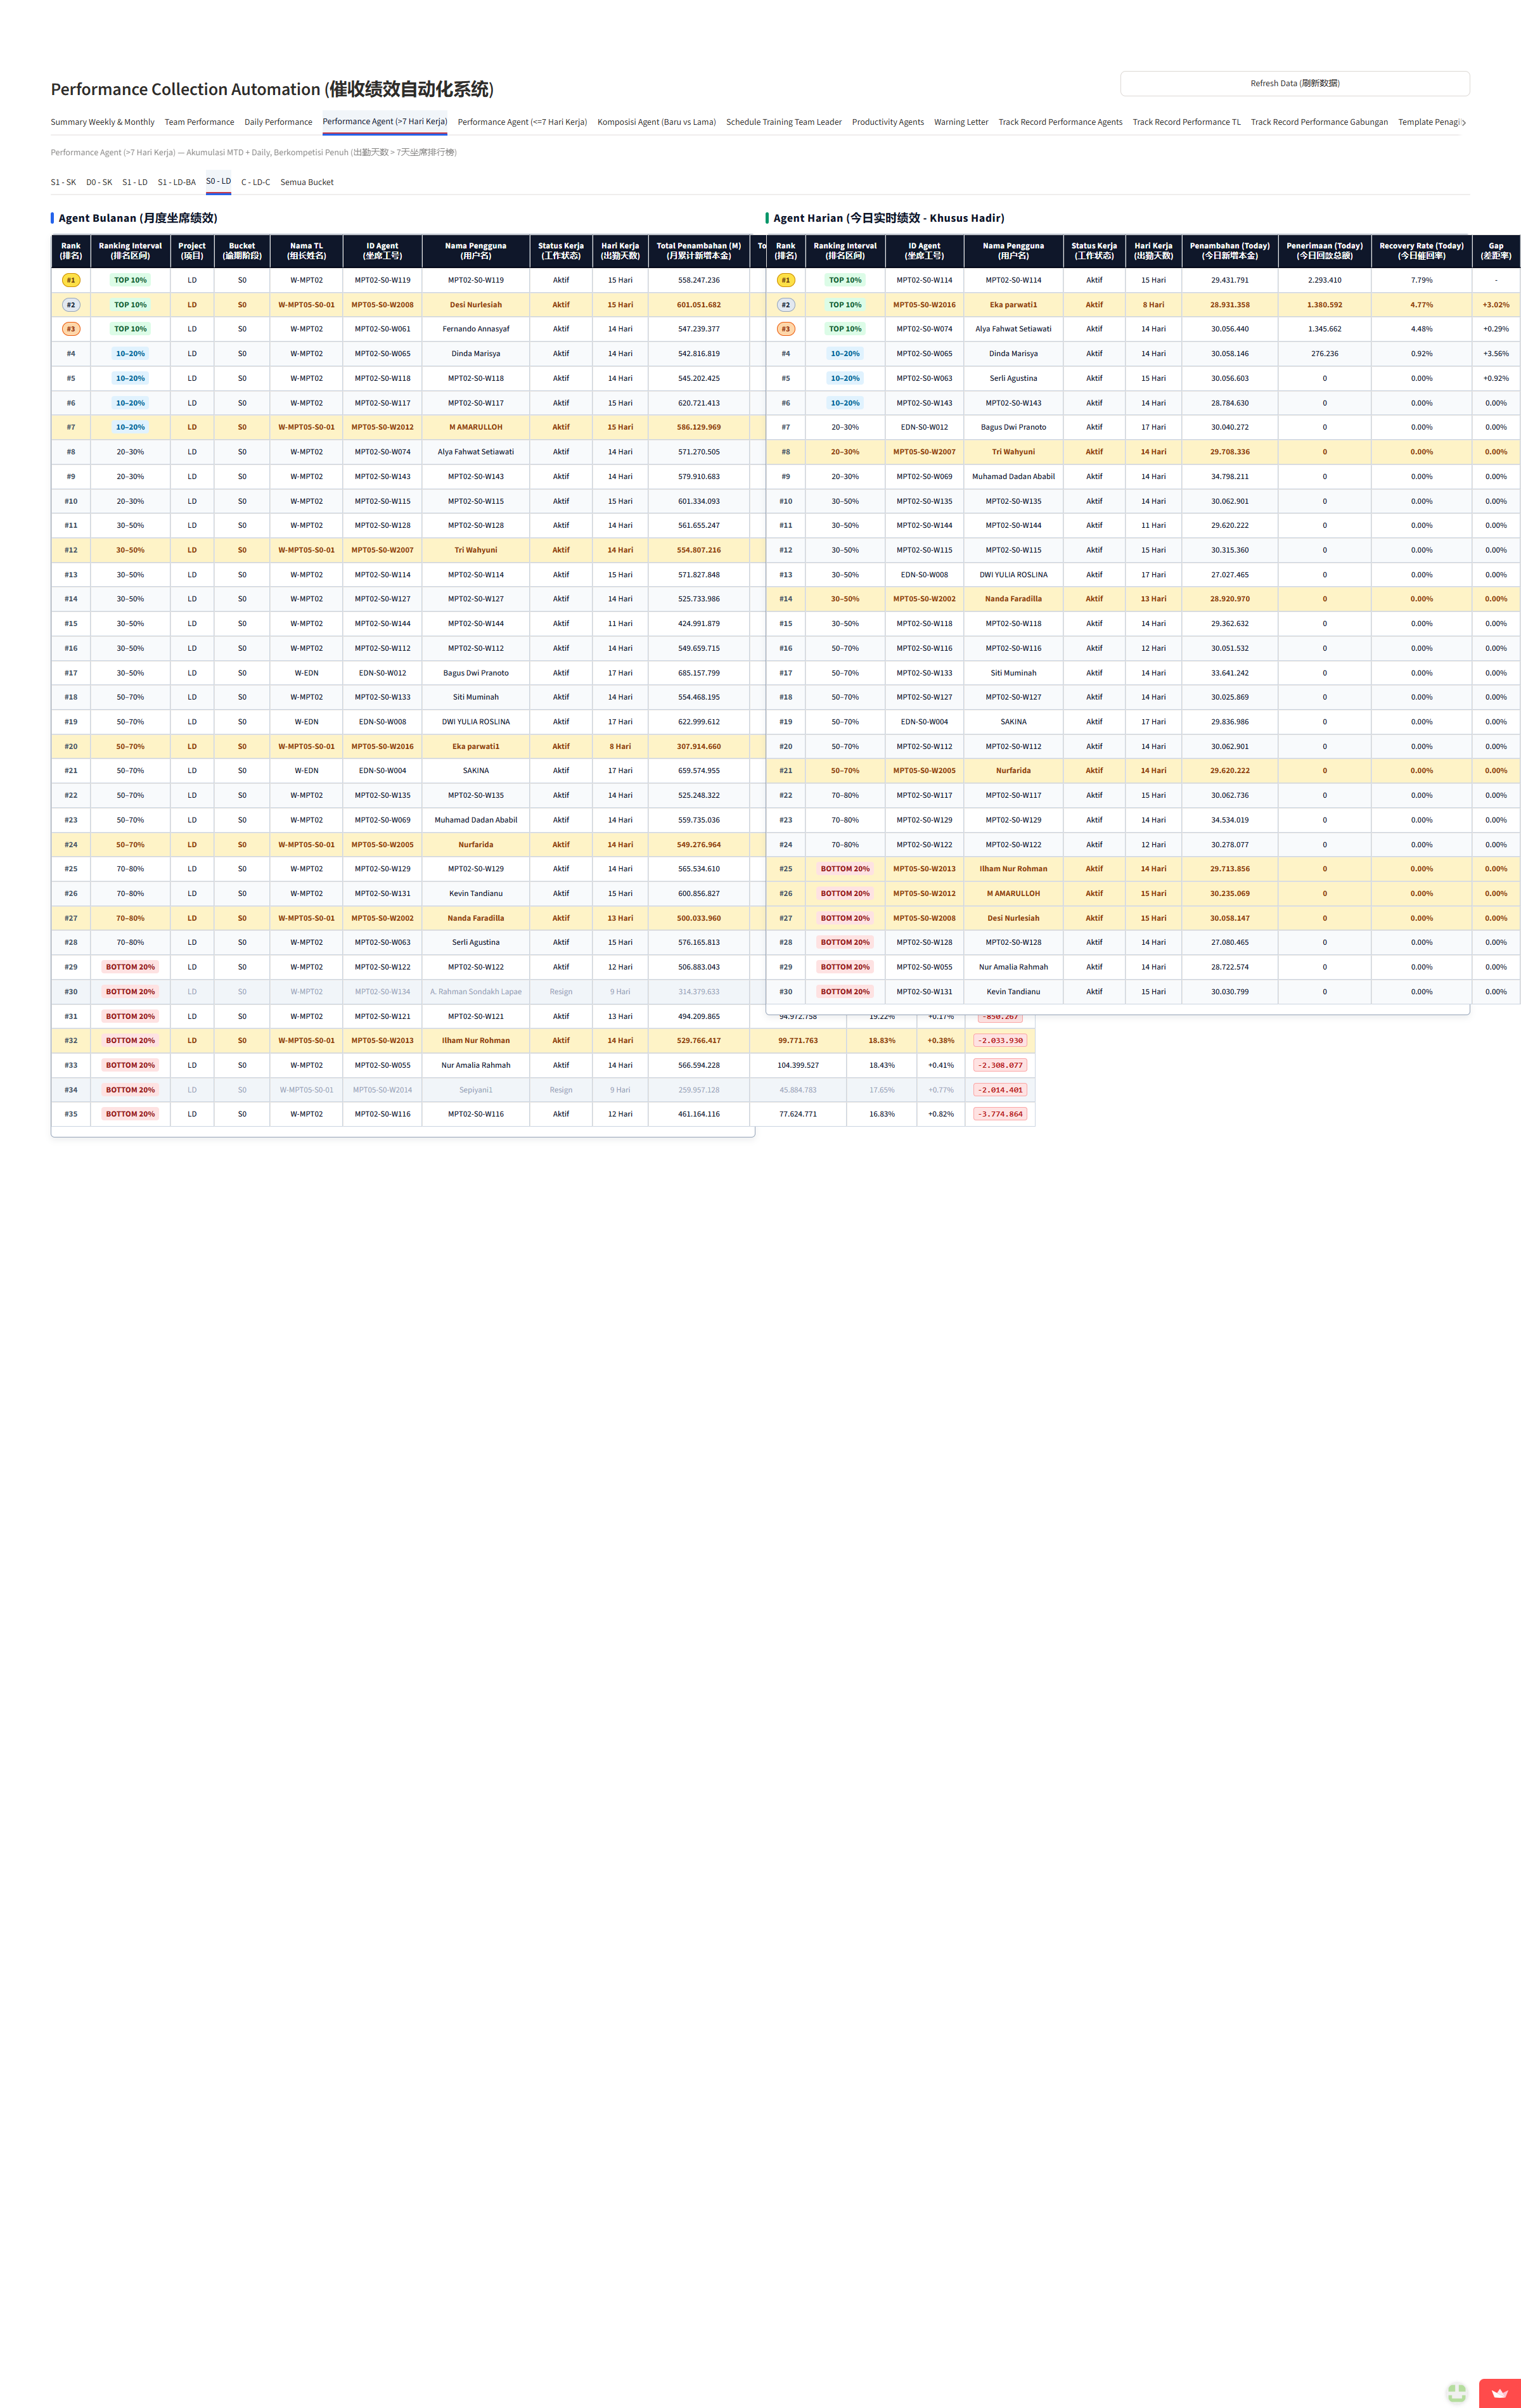 Performance Collection Automation (催收绩效自动化系统)
Refresh Data (刷新数据)
Summary Weekly & Monthly Team Performance Daily Performance Performance Agent (>7 Hari Kerja) Performance Agent (<=7 Hari Kerja) Komposisi Agent (Baru vs Lama) Schedule Training Team Leader Productivity Agents Warning Letter Track Record Performance Agents Track Record Performance TL Track Record Performance Gabungan Template Penagi
Performance Agent (>7 Hari Kerja) — Akumulasi MTD + Daily, Berkompetisi Penuh (出勤天数 > 7天坐席排行榜)
S1 - SK D0 - SK S1 - LD S1 - LD-BA S0 - LD C - LD-C Semua Bucket
Agent Bulanan (月度坐席绩效)
Rank Ranking Interval Project Bucket Nama TL ID Agent Nama Pengguna Status Kerja Hari Kerja Total Penambahan (M) To
(排名) (排名区间) (项目) (逾期阶段) (组长姓名) (坐席工号) (用户名) (工作状态) (出勤天数) (月累计新增本金)
#1 TOP 10% LD S0 W-MPT02 MPT02-S0-W119 MPT02-S0-W119 Aktif 15 Hari 558.247.236
#2 TOP 10% LD S0 W-MPT05-S0-01 MPT05-S0-W2008 Desi Nurlesiah Aktif 15 Hari 601.051.682
#3 TOP 10% LD S0 W-MPT02 MPT02-S0-W061 Fernando Annasyaf Aktif 14 Hari 547.239.377
#4 10–20% LD S0 W-MPT02 MPT02-S0-W065 Dinda Marisya Aktif 14 Hari 542.816.819
#5 10–20% LD S0 W-MPT02 MPT02-S0-W118 MPT02-S0-W118 Aktif 14 Hari 545.202.425
#6 10–20% LD S0 W-MPT02 MPT02-S0-W117 MPT02-S0-W117 Aktif 15 Hari 620.721.413
#7 10–20% LD S0 W-MPT05-S0-01 MPT05-S0-W2012 M AMARULLOH Aktif 15 Hari 586.129.969
#8 20–30% LD S0 W-MPT02 MPT02-S0-W074 Alya Fahwat Setiawati Aktif 14 Hari 571.270.505
#9 20–30% LD S0 W-MPT02 MPT02-S0-W143 MPT02-S0-W143 Aktif 14 Hari 579.910.683
#10 20–30% LD S0 W-MPT02 MPT02-S0-W115 MPT02-S0-W115 Aktif 15 Hari 601.334.093
#11 30–50% LD S0 W-MPT02 MPT02-S0-W128 MPT02-S0-W128 Aktif 14 Hari 561.655.247
#12 30–50% LD S0 W-MPT05-S0-01 MPT05-S0-W2007 Tri Wahyuni Aktif 14 Hari 554.807.216
#13 30–50% LD S0 W-MPT02 MPT02-S0-W114 MPT02-S0-W114 Aktif 15 Hari 571.827.848
#14 30–50% LD S0 W-MPT02 MPT02-S0-W127 MPT02-S0-W127 Aktif 14 Hari 525.733.986
#15 30–50% LD S0 W-MPT02 MPT02-S0-W144 MPT02-S0-W144 Aktif 11 Hari 424.991.879
#16 30–50% LD S0 W-MPT02 MPT02-S0-W112 MPT02-S0-W112 Aktif 14 Hari 549.659.715
#17 30–50% LD S0 W-EDN EDN-S0-W012 Bagus Dwi Pranoto Aktif 17 Hari 685.157.799
#18 50–70% LD S0 W-MPT02 MPT02-S0-W133 Siti Muminah Aktif 14 Hari 554.468.195
#19 50–70% LD S0 W-EDN EDN-S0-W008 DWI YULIA ROSLINA Aktif 17 Hari 622.999.612
#20 50–70% LD S0 W-MPT05-S0-01 MPT05-S0-W2016 Eka parwati1 Aktif 8 Hari 307.914.660
#21 50–70% LD S0 W-EDN EDN-S0-W004 SAKINA Aktif 17 Hari 659.574.955
#22 50–70% LD S0 W-MPT02 MPT02-S0-W135 MPT02-S0-W135 Aktif 14 Hari 525.248.322
#23 50–70% LD S0 W-MPT02 MPT02-S0-W069 Muhamad Dadan Ababil Aktif 14 Hari 559.735.036
#24 50–70% LD S0 W-MPT05-S0-01 MPT05-S0-W2005 Nurfarida Aktif 14 Hari 549.276.964
#25 70–80% LD S0 W-MPT02 MPT02-S0-W129 MPT02-S0-W129 Aktif 14 Hari 565.534.610
#26 70–80% LD S0 W-MPT02 MPT02-S0-W131 Kevin Tandianu Aktif 15 Hari 600.856.827
#27 70–80% LD S0 W-MPT05-S0-01 MPT05-S0-W2002 Nanda Faradilla Aktif 13 Hari 500.033.960
#28 70–80% LD S0 W-MPT02 MPT02-S0-W063 Serli Agustina Aktif 15 Hari 576.165.813
#29 BOTTOM 20% LD S0 W-MPT02 MPT02-S0-W122 MPT02-S0-W122 Aktif 12 Hari 506.883.043
#30 BOTTOM 20% LD S0 W-MPT02 MPT02-S0-W134 A. Rahman Sondakh Lapae Resign 9 Hari 314.379.633
#31 BOTTOM 20% LD S0 W-MPT02 MPT02-S0-W121 MPT02-S0-W121 Aktif 13 Hari 494.209.865 94.972.758 19.22% +0.17% -850.267
#32 BOTTOM 20% LD S0 W-MPT05-S0-01 MPT05-S0-W2013 Ilham Nur Rohman Aktif 14 Hari 529.766.417 99.771.763 18.83% +0.38% -2.033.930
#33 BOTTOM 20% LD S0 W-MPT02 MPT02-S0-W055 Nur Amalia Rahmah Aktif 14 Hari 566.594.228 104.399.527 18.43% +0.41% -2.308.077
#34 BOTTOM 20% LD S0 W-MPT05-S0-01 MPT05-S0-W2014 Sepiyani1 Resign 9 Hari 259.957.128 45.884.783 17.65% +0.77% -2.014.401
#35 BOTTOM 20% LD S0 W-MPT02 MPT02-S0-W116 MPT02-S0-W116 Aktif 12 Hari 461.164.116 77.624.771 16.83% +0.82% -3.774.864
Agent Harian (今日实时绩效 - Khusus Hadir)
Rank Ranking Interval ID Agent Nama Pengguna Status Kerja Hari Kerja Penambahan (Today) Penerimaan (Today) Recovery Rate (Today) Gap
(排名) (排名区间) (坐席工号) (用户名) (工作状态) (出勤天数) (今日新增本金) (今日回款总额) (今日催回率) (差距率)
#1 TOP 10% MPT02-S0-W114 MPT02-S0-W114 Aktif 15 Hari 29.431.791 2.293.410 7.79% -
#2 TOP 10% MPT05-S0-W2016 Eka parwati1 Aktif 8 Hari 28.931.358 1.380.592 4.77% +3.02%
#3 TOP 10% MPT02-S0-W074 Alya Fahwat Setiawati Aktif 14 Hari 30.056.440 1.345.662 4.48% +0.29%
#4 10–20% MPT02-S0-W065 Dinda Marisya Aktif 14 Hari 30.058.146 276.236 0.92% +3.56%
#5 10–20% MPT02-S0-W063 Serli Agustina Aktif 15 Hari 30.056.603 0 0.00% +0.92%
#6 10–20% MPT02-S0-W143 MPT02-S0-W143 Aktif 14 Hari 28.784.630 0 0.00% 0.00%
#7 20–30% EDN-S0-W012 Bagus Dwi Pranoto Aktif 17 Hari 30.040.272 0 0.00% 0.00%
#8 20–30% MPT05-S0-W2007 Tri Wahyuni Aktif 14 Hari 29.708.336 0 0.00% 0.00%
#9 20–30% MPT02-S0-W069 Muhamad Dadan Ababil Aktif 14 Hari 34.798.211 0 0.00% 0.00%
#10 30–50% MPT02-S0-W135 MPT02-S0-W135 Aktif 14 Hari 30.062.901 0 0.00% 0.00%
#11 30–50% MPT02-S0-W144 MPT02-S0-W144 Aktif 11 Hari 29.620.222 0 0.00% 0.00%
#12 30–50% MPT02-S0-W115 MPT02-S0-W115 Aktif 15 Hari 30.315.360 0 0.00% 0.00%
#13 30–50% EDN-S0-W008 DWI YULIA ROSLINA Aktif 17 Hari 27.027.465 0 0.00% 0.00%
#14 30–50% MPT05-S0-W2002 Nanda Faradilla Aktif 13 Hari 28.920.970 0 0.00% 0.00%
#15 30–50% MPT02-S0-W118 MPT02-S0-W118 Aktif 14 Hari 29.362.632 0 0.00% 0.00%
#16 50–70% MPT02-S0-W116 MPT02-S0-W116 Aktif 12 Hari 30.051.532 0 0.00% 0.00%
#17 50–70% MPT02-S0-W133 Siti Muminah Aktif 14 Hari 33.641.242 0 0.00% 0.00%
#18 50–70% MPT02-S0-W127 MPT02-S0-W127 Aktif 14 Hari 30.025.869 0 0.00% 0.00%
#19 50–70% EDN-S0-W004 SAKINA Aktif 17 Hari 29.836.986 0 0.00% 0.00%
#20 50–70% MPT02-S0-W112 MPT02-S0-W112 Aktif 14 Hari 30.062.901 0 0.00% 0.00%
#21 50–70% MPT05-S0-W2005 Nurfarida Aktif 14 Hari 29.620.222 0 0.00% 0.00%
#22 70–80% MPT02-S0-W117 MPT02-S0-W117 Aktif 15 Hari 30.062.736 0 0.00% 0.00%
#23 70–80% MPT02-S0-W129 MPT02-S0-W129 Aktif 14 Hari 34.534.019 0 0.00% 0.00%
#24 70–80% MPT02-S0-W122 MPT02-S0-W122 Aktif 12 Hari 30.278.077 0 0.00% 0.00%
#25 BOTTOM 20% MPT05-S0-W2013 Ilham Nur Rohman Aktif 14 Hari 29.713.856 0 0.00% 0.00%
#26 BOTTOM 20% MPT05-S0-W2012 M AMARULLOH Aktif 15 Hari 30.235.069 0 0.00% 0.00%
#27 BOTTOM 20% MPT05-S0-W2008 Desi Nurlesiah Aktif 15 Hari 30.058.147 0 0.00% 0.00%
#28 BOTTOM 20% MPT02-S0-W128 MPT02-S0-W128 Aktif 14 Hari 27.080.465 0 0.00% 0.00%
#29 BOTTOM 20% MPT02-S0-W055 Nur Amalia Rahmah Aktif 14 Hari 28.722.574 0 0.00% 0.00%
#30 BOTTOM 20% MPT02-S0-W131 Kevin Tandianu Aktif 15 Hari 30.030.799 0 0.00% 0.00%